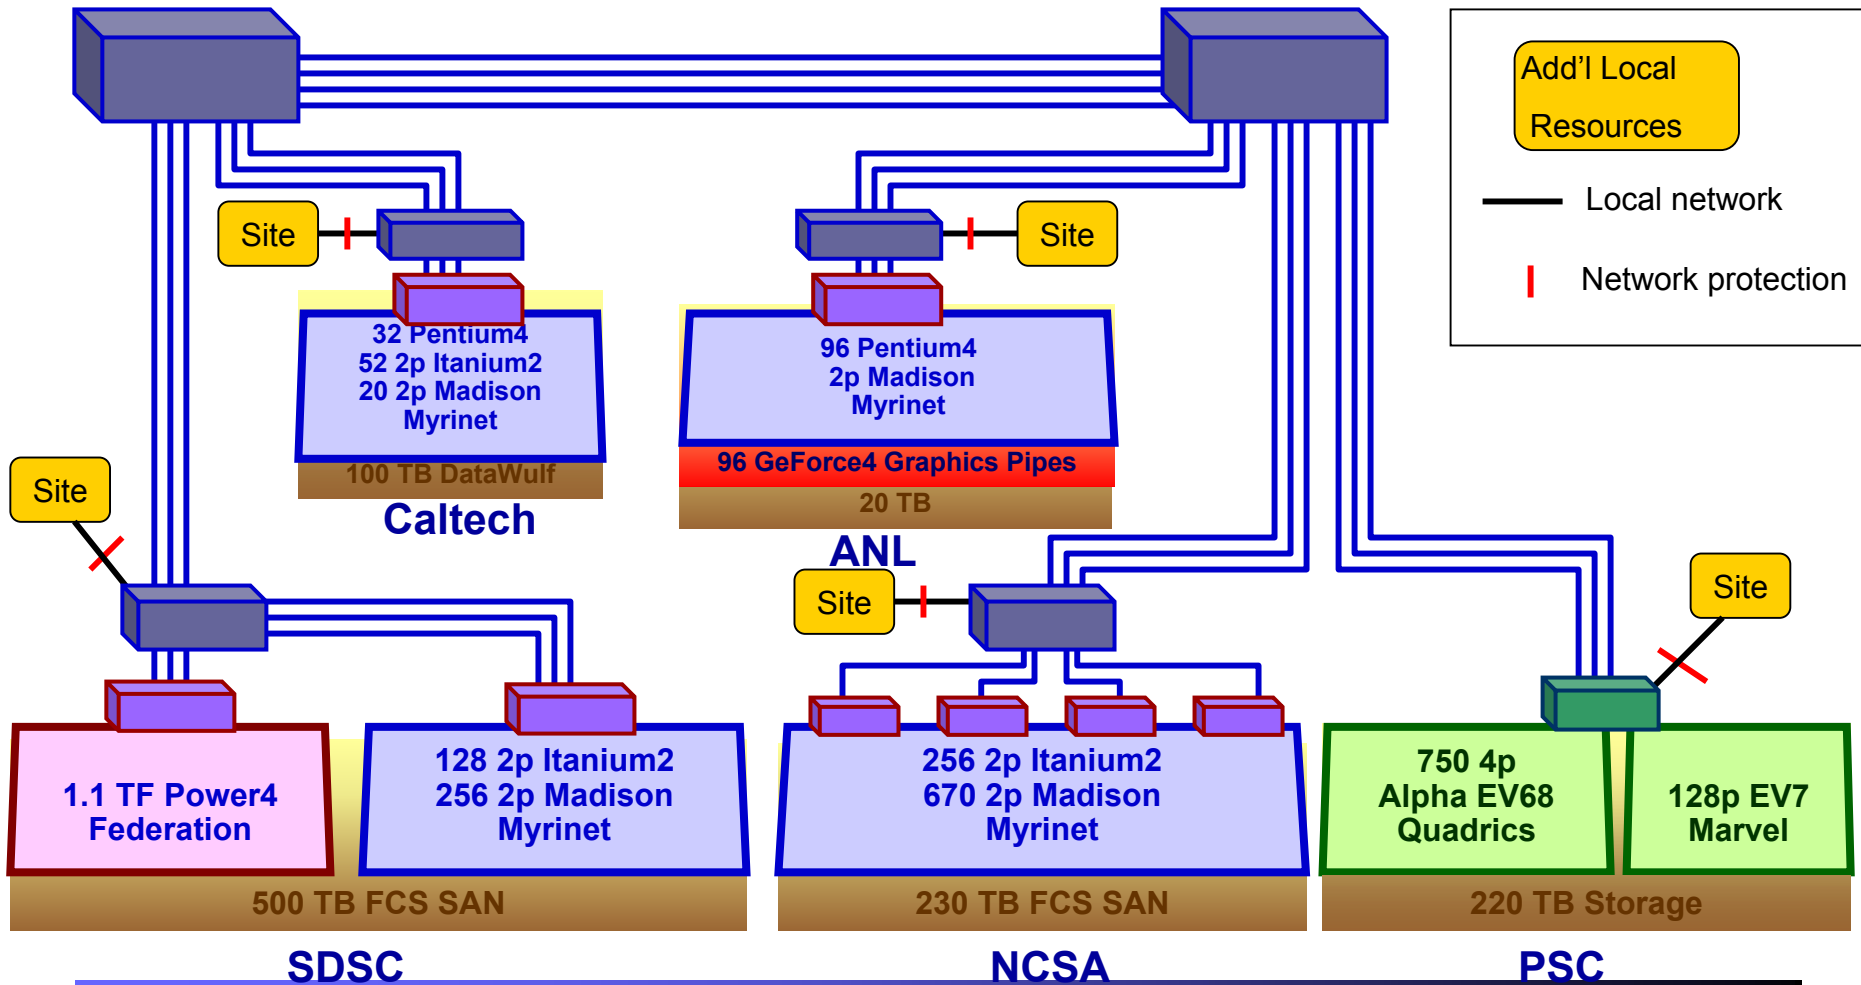 Add'l Local
Resources
Local network
Network protection
Site
Site
32 Pentium4
52 2p Itanium2
20 2p Madison
Myrinet
100 TB DataWulf
Caltech
96 Pentium4
2p Madison
Myrinet
96 GeForce4 Graphics Pipes
20 TB
ANL
Site
Site
Site
1.1 TF Power4
Federation
128 2p Itanium2
256 2p Madison
Myrinet
500 TB FCS SAN
SDSC
256 2p Itanium2
670 2p Madison
Myrinet
230 TB FCS SAN
NCSA
750 4p
Alpha EV68
Quadrics
128p EV7
Marvel
220 TB Storage
PSC